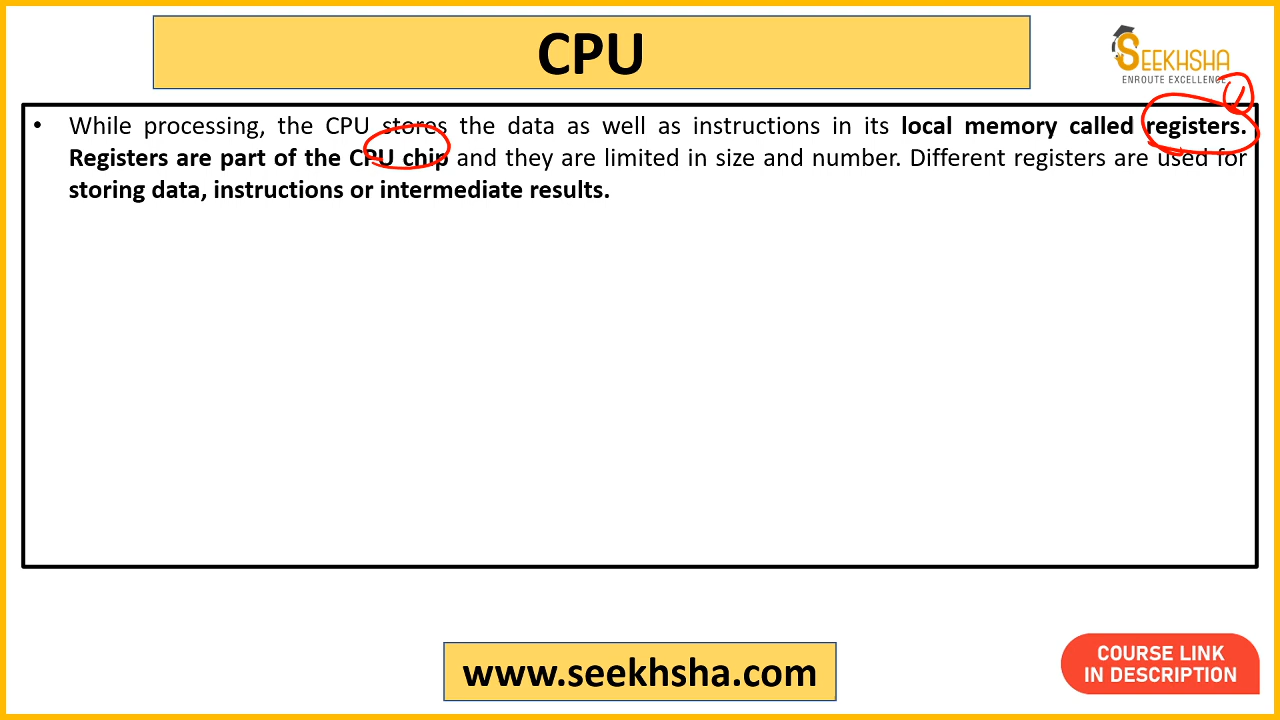 CPU
SEEKHSHA
ENROUTE EXCELLENCE
• While processing, the CPU stores the data as well as instructions in its local memory called registers.
Registers are part of the CPU chip and they are limited in size and number. Different registers are used for
storing data, instructions or intermediate results.
www.seekhsha.com
COURSE LINK
IN DESCRIPTION